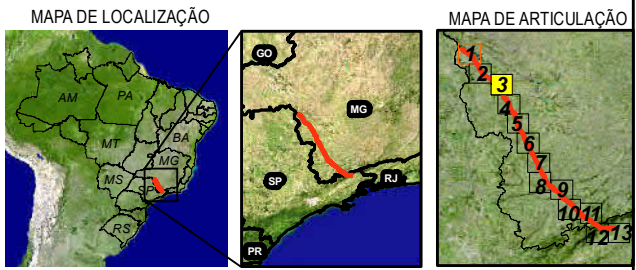 MAPA DE LOCALIZAÇÃO
AM
PA
MT
BA
MG
MS
SP
RS
GO
MG
SP
RJ
PR
MAPA DE ARTICULAÇÃO
1
2
3
4
5
6
7
8
9
10
11
12
13